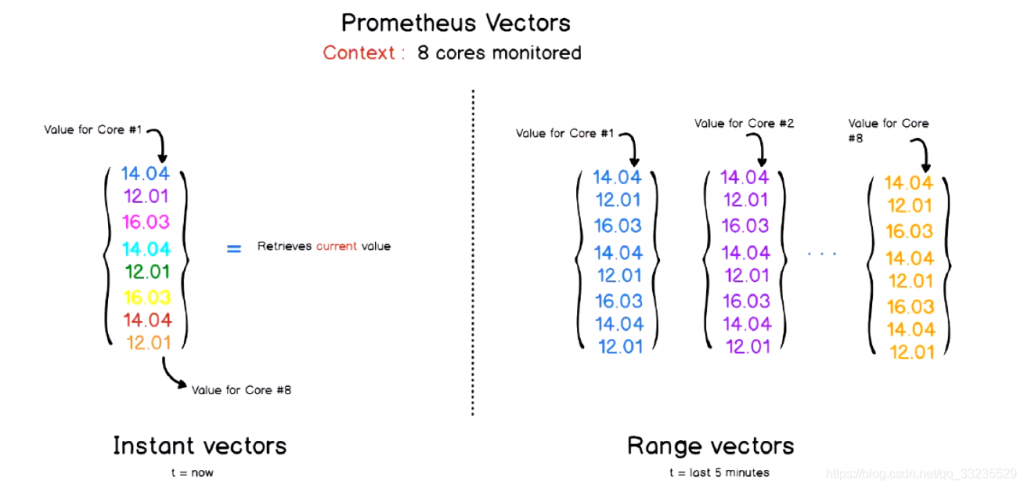 Prometheus Vectors
Context : 8 cores monitored
Value for Core #1
14.04
12.01
16.03
14.04
12.01
16.03
14.04
12.01
= Retrieves current value
Value for Core #8
Instant vectors
t = now
Value for Core #1
14.04
12.01
16.03
14.04
12.01
16.03
14.04
12.01
Value for Core #2
14.04
12.01
16.03
14.04
12.01
16.03
14.04
12.01
. . .
Value for Core
#8
14.04
12.01
16.03
14.04
12.01
16.03
14.04
12.01
Range vectors
t = last 5 minutes
https://blog.csdn.net/qq_33235529